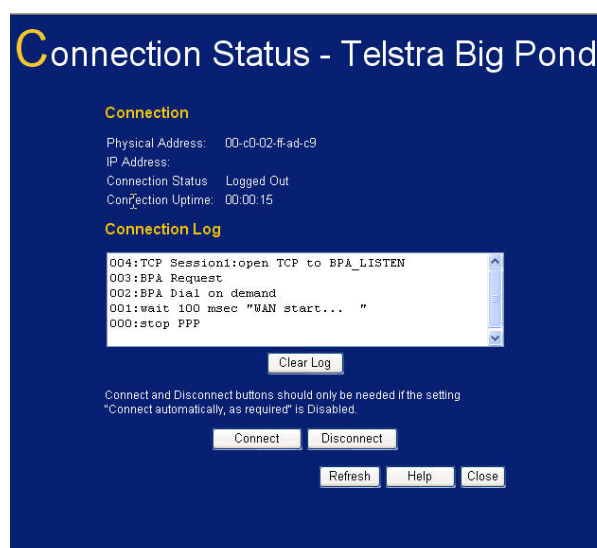 Connection Status - Telstra Big Pond
Connection
Physical Address: 00-c0-02-ff-ad-c9
IP Address:
Connection Status Logged Out
Connection Uptime: 00:00:15
Connection Log
004:TCP Session1:open TCP to BPA_LISTEN
003:BPA Request
002:BPA Dial on demand
001:wait 100 msec "WAN start... "
000:stop PPP
Clear Log
Connect and Disconnect buttons should only be needed if the setting
"Connect automatically, as required" is Disabled.
Connect Disconnect
Refresh Help Close